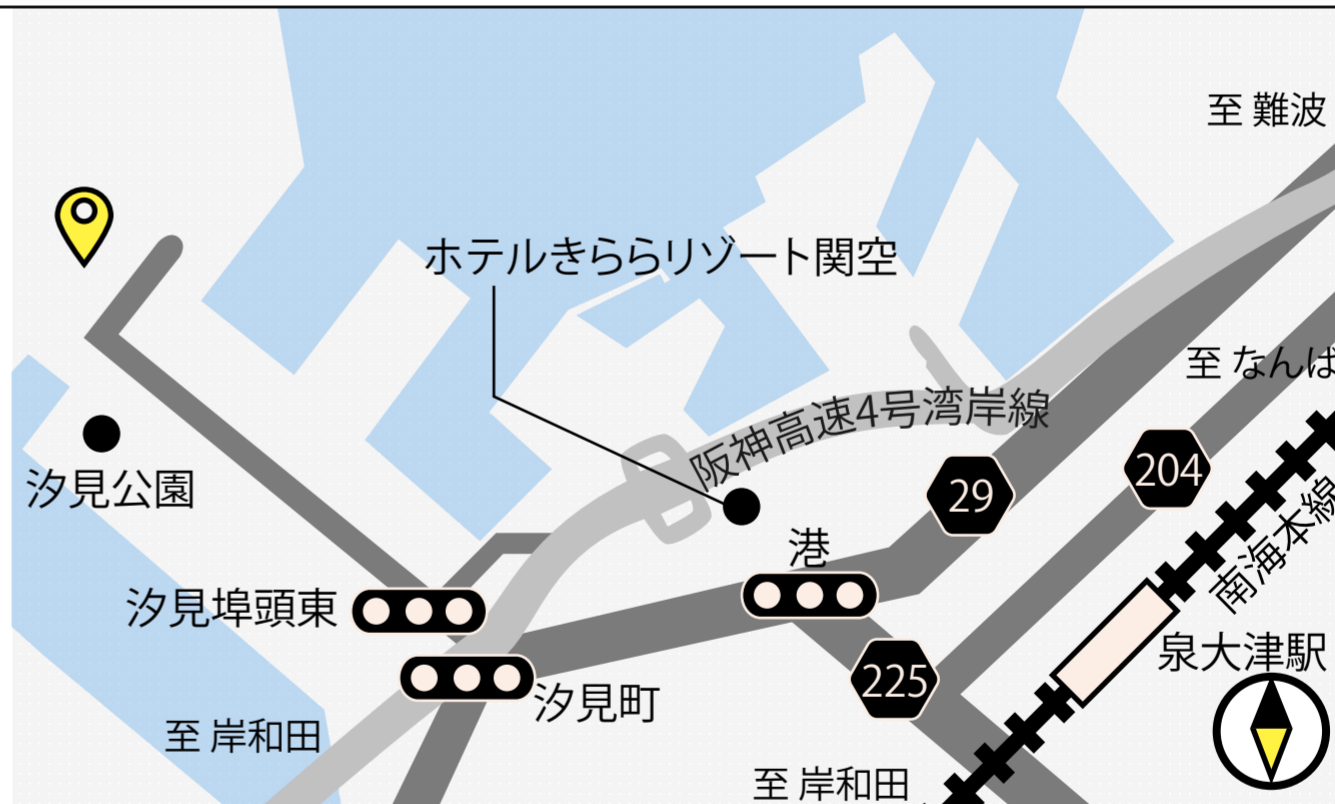 至 難波
ホテルきららリゾート関空
至 なんば
阪神高速4号湾岸線
204
29
汐見公園
南海本線
港
汐見埠頭東
泉大津駅
225
汐見町
至 岸和田
至 岸和田